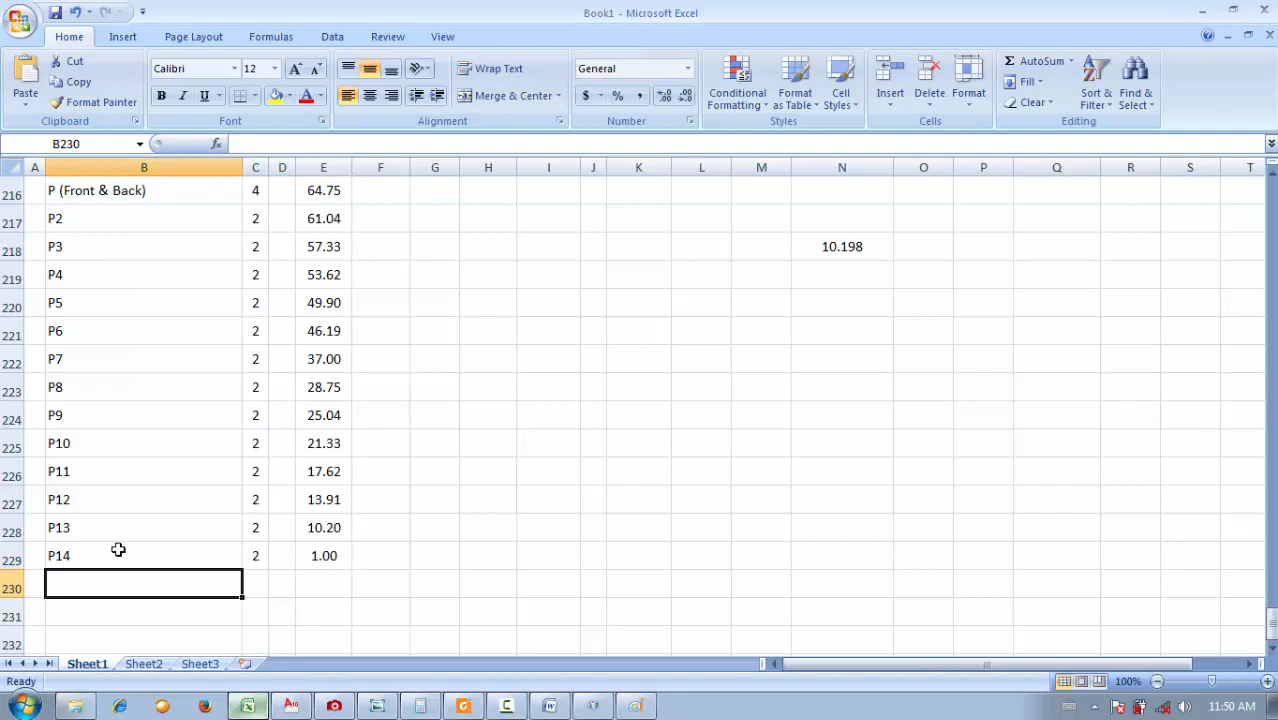 Book1 - Microsoft Excel
Home Insert Page Layout Formulas Data Review View
Paste
Cut
Copy
Format Painter
Clipboard
Calibri 12
B I U
Font
Wrap Text
Merge & Center
Alignment
General
$ % ,
Number
Conditional Formatting
Format as Table
Cell Styles
Styles
Insert Delete Format
Cells
Σ AutoSum
Fill
Clear
Sort & Filter
Find & Select
Editing
B230 fx
A B C D E F G H I J K L M N O P Q R S T
216 P (Front & Back) 4 64.75
217 P2 2 61.04
218 P3 2 57.33 10.198
219 P4 2 53.62
220 P5 2 49.90
221 P6 2 46.19
222 P7 2 37.00
223 P8 2 28.75
224 P9 2 25.04
225 P10 2 21.33
226 P11 2 17.62
227 P12 2 13.91
228 P13 2 10.20
229 P14 2 1.00
230
231
232
Sheet1 Sheet2 Sheet3
Ready 100%
11:50 AM